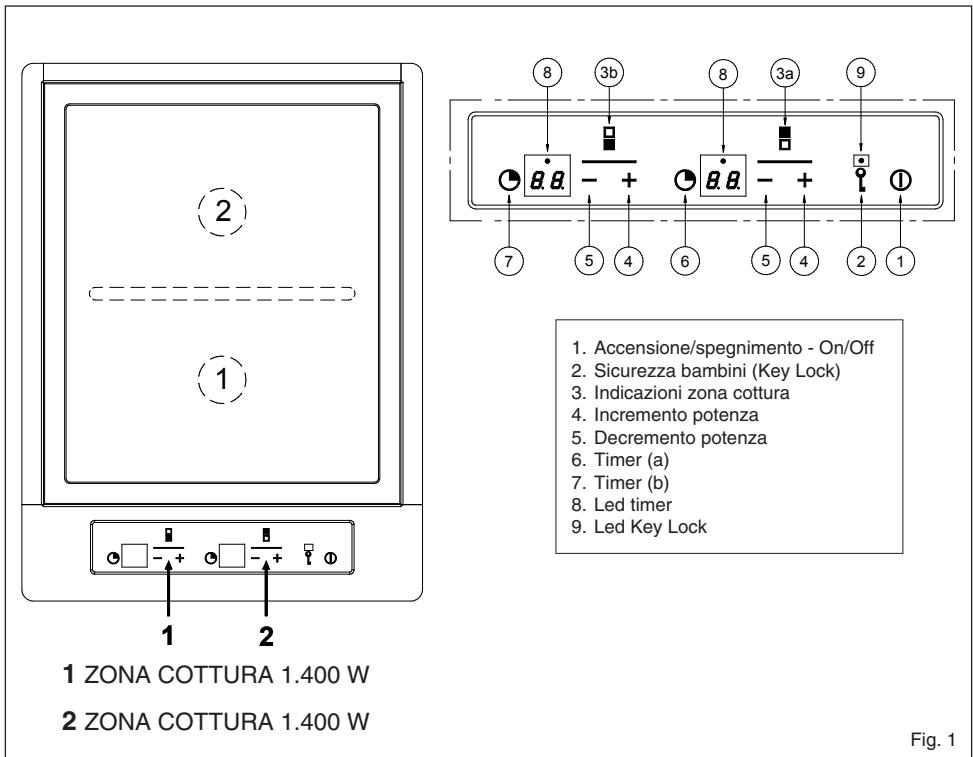 8 3b 8 3a 9
8.8. − + 8.8. − +
7 5 4 6 5 4 2 1
2
1
− + − +
1 2
1 ZONA COTTURA 1.400 W
2 ZONA COTTURA 1.400 W
1. Accensione/spegnimento - On/Off
2. Sicurezza bambini (Key Lock)
3. Indicazioni zona cottura
4. Incremento potenza
5. Decremento potenza
6. Timer (a)
7. Timer (b)
8. Led timer
9. Led Key Lock
Fig. 1